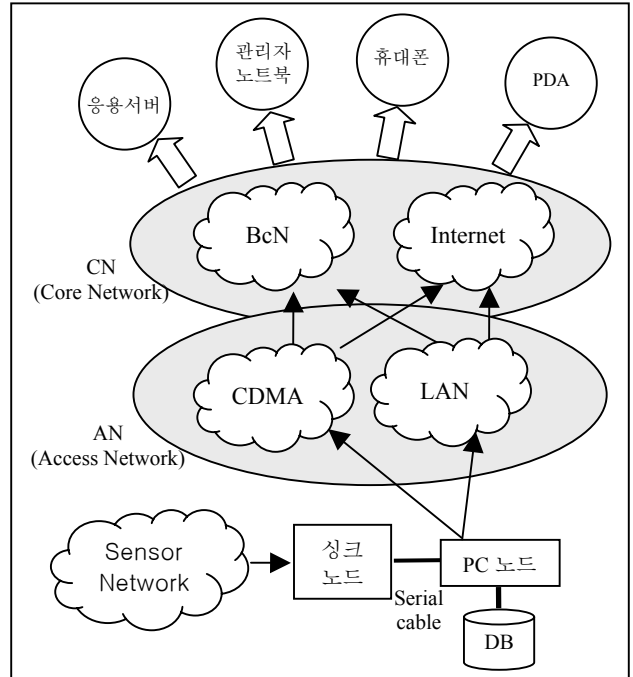 관리자
노트북
휴대폰
PDA
응용서버
BcN
Internet
CN
(Core Network)
CDMA
LAN
AN
(Access Network)
Sensor
Network
싱크
노드
PC 노드
Serial
cable
DB